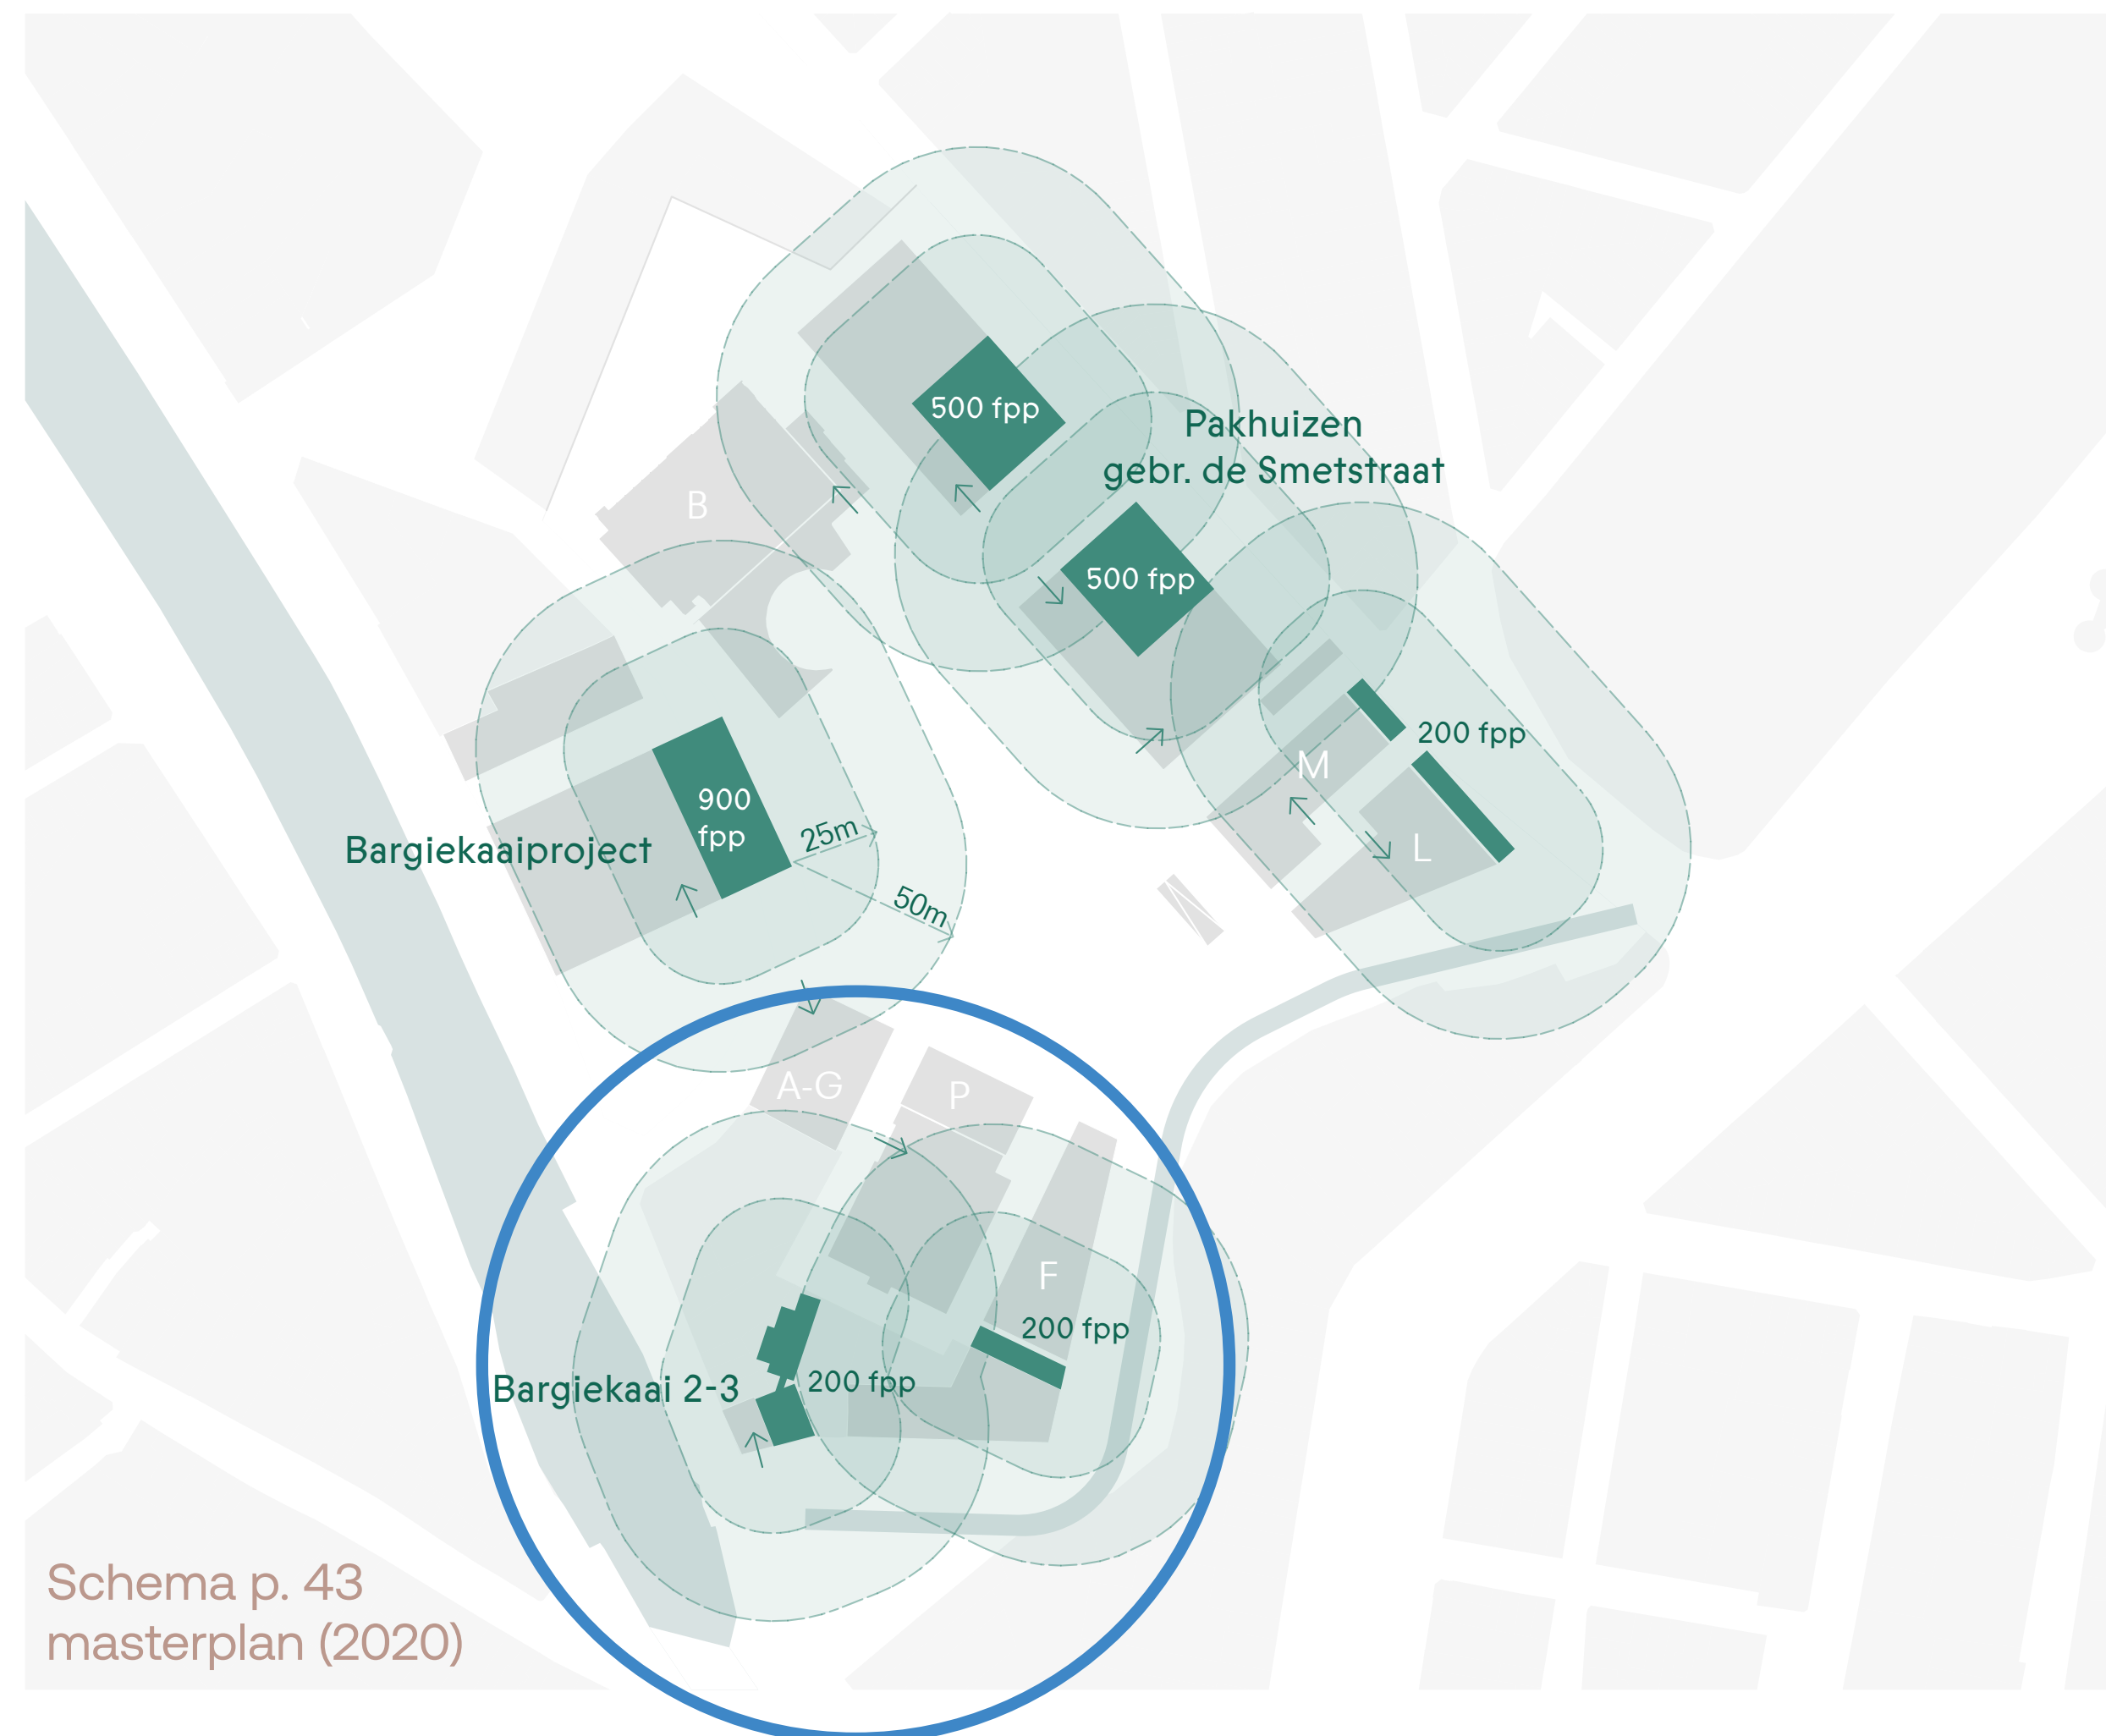 500 fpp
Pakhuizen
gebr. de Smetstraat
B
500 fpp
200 fpp
M
900
fpp
25m
Bargiekaaiproject
L
50m
A-G
P
F
200 fpp
Bargiekaai 2-3
200 fpp
Schema p. 43
masterplan (2020)